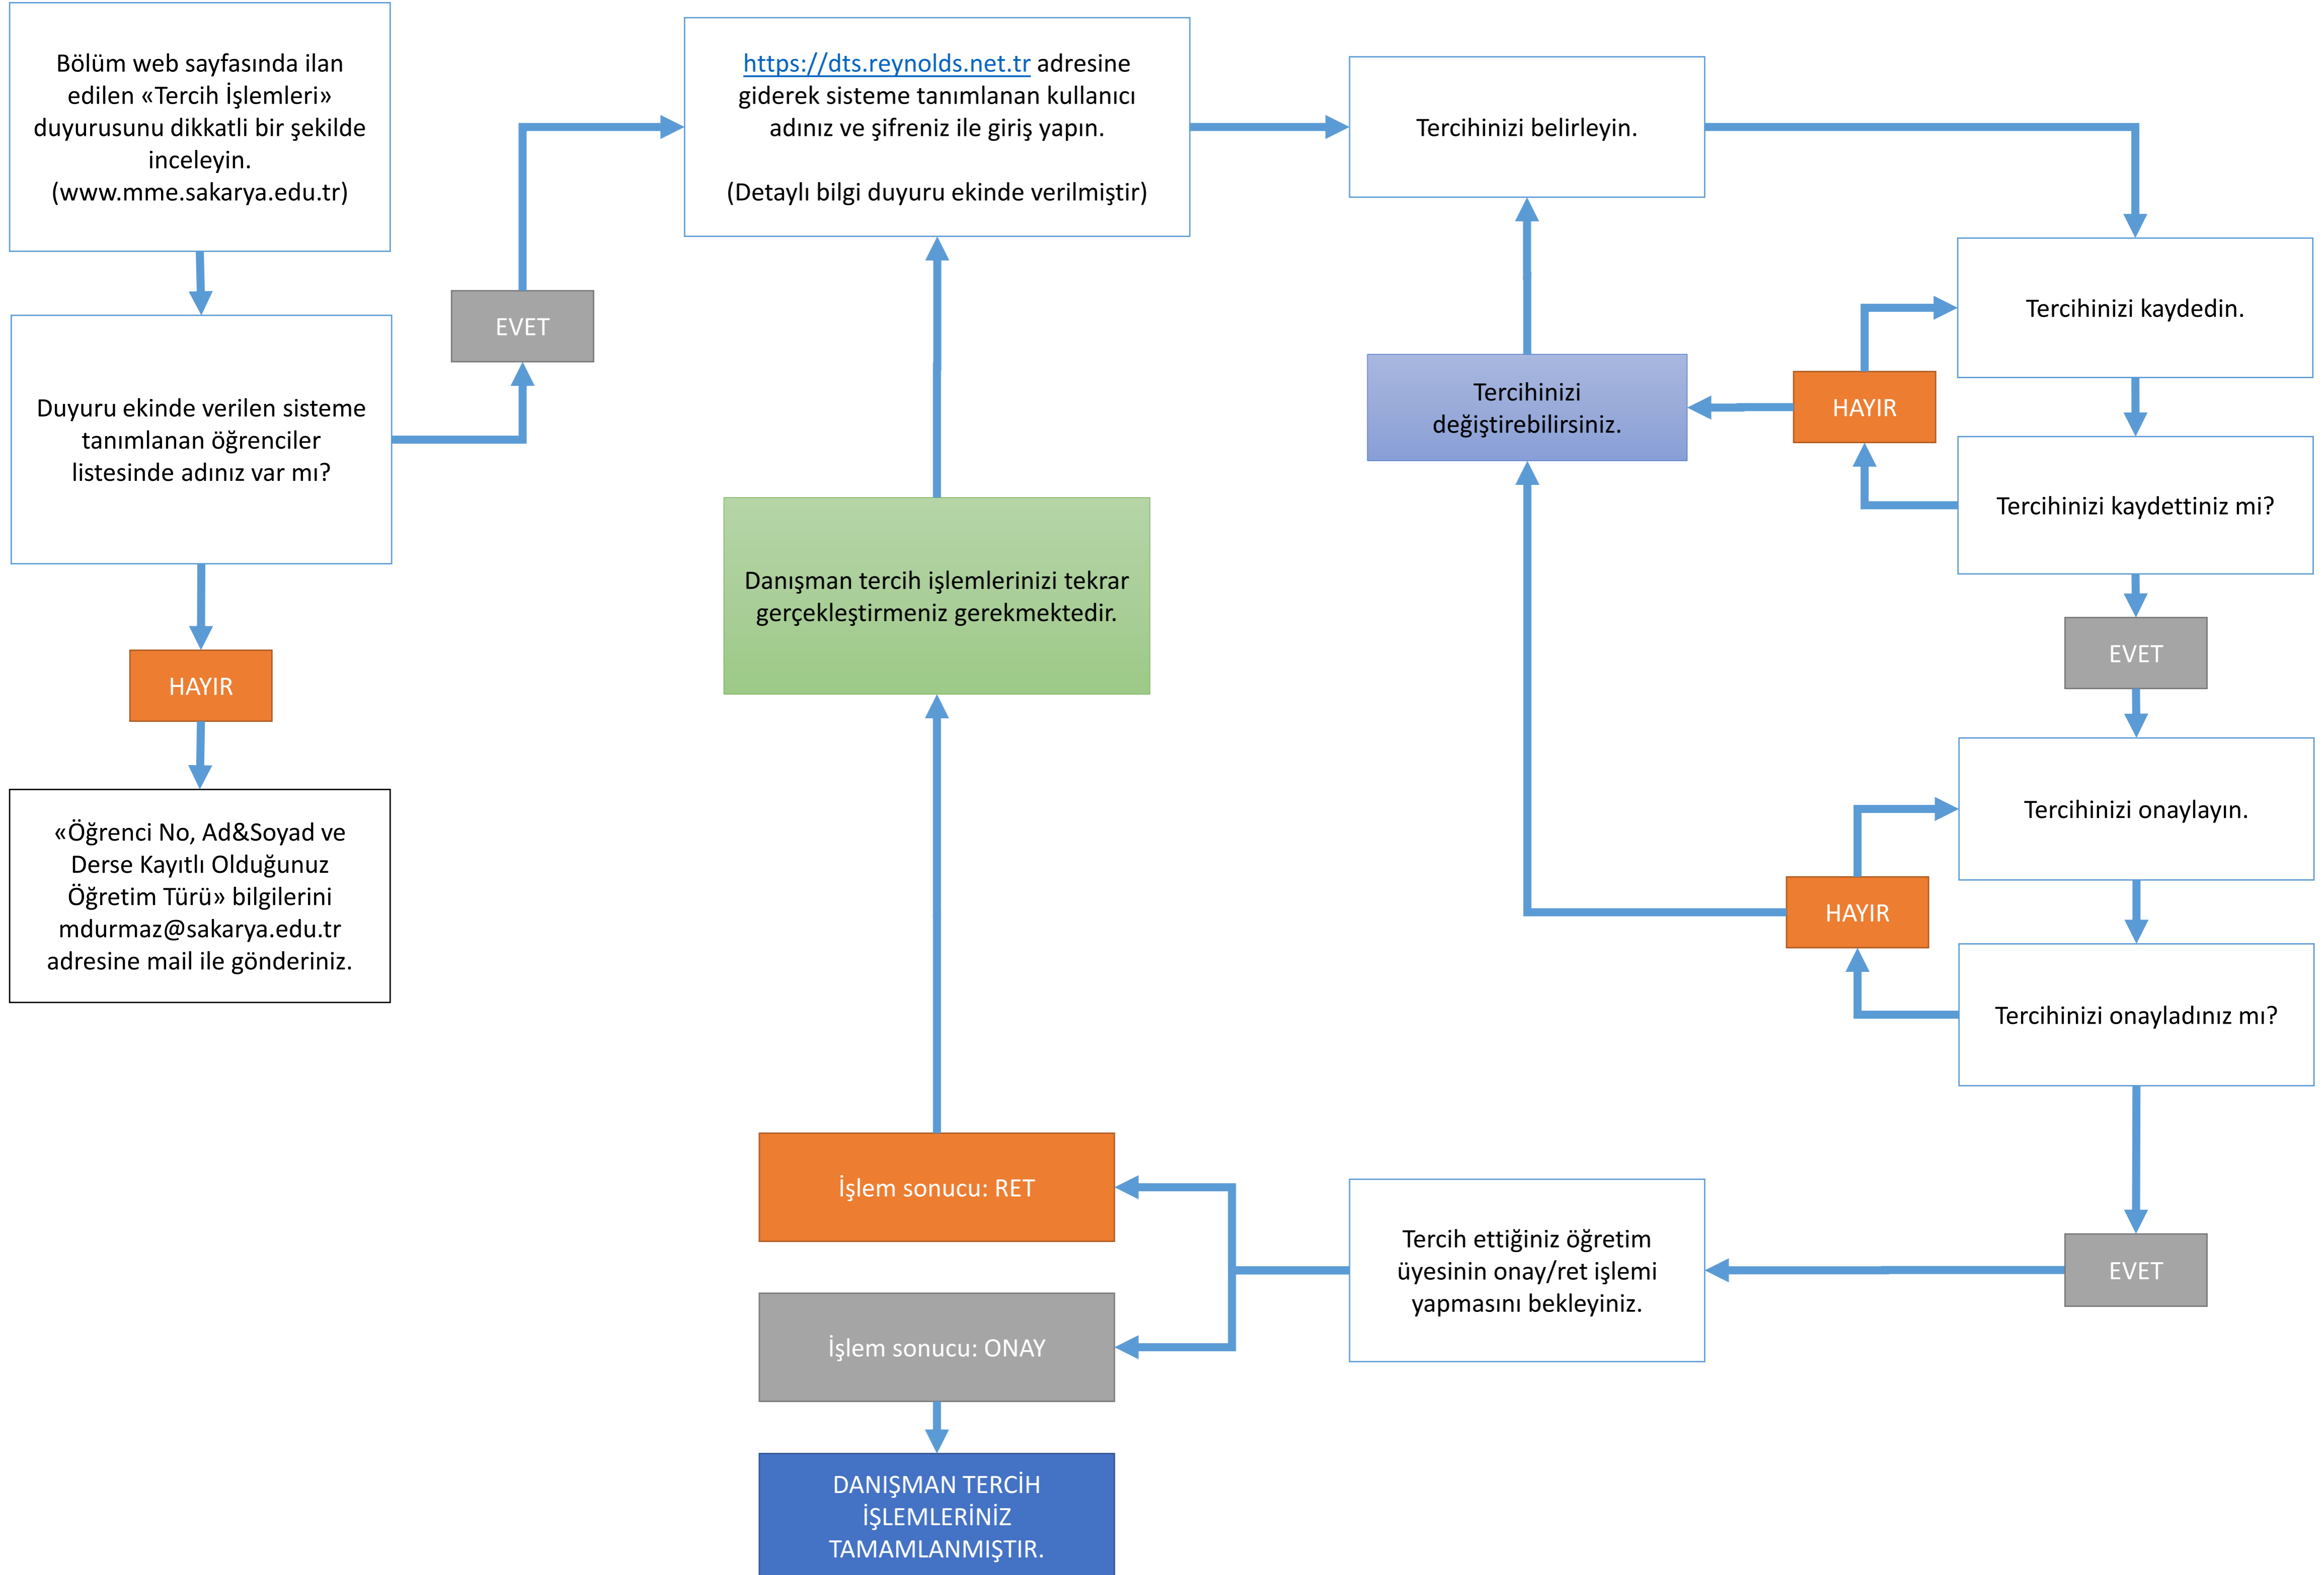 Bölüm web sayfasında ilan
edilen «Tercih İşlemleri»
duyurusunu dikkatli bir şekilde
inceleyin.
(www.mme.sakarya.edu.tr)
Duyuru ekinde verilen sisteme
tanımlanan öğrenciler
listesinde adınız var mı?
HAYIR
«Öğrenci No, Ad&Soyad ve
Derse Kayıtlı Olduğunuz
Öğretim Türü» bilgilerini
mdurmaz@sakarya.edu.tr
adresine mail ile gönderiniz.
EVET
https://dts.reynolds.net.tr adresine
giderek sisteme tanımlanan kullanıcı
adınız ve şifreniz ile giriş yapın.
(Detaylı bilgi duyuru ekinde verilmiştir)
Tercihinizi belirleyin.
Tercihinizi kaydedin.
HAYIR
Tercihinizi
değiştirebilirsiniz.
Tercihinizi kaydettiniz mi?
EVET
Tercihinizi onaylayın.
HAYIR
Tercihinizi onayladınız mı?
EVET
Tercih ettiğiniz öğretim
üyesinin onay/ret işlemi
yapmasını bekleyiniz.
İşlem sonucu: RET
Danışman tercih işlemlerinizi tekrar
gerçekleştirmeniz gerekmektedir.
İşlem sonucu: ONAY
DANIŞMAN TERCİH
İŞLEMLERİNİZ
TAMAMLANMIŞTIR.